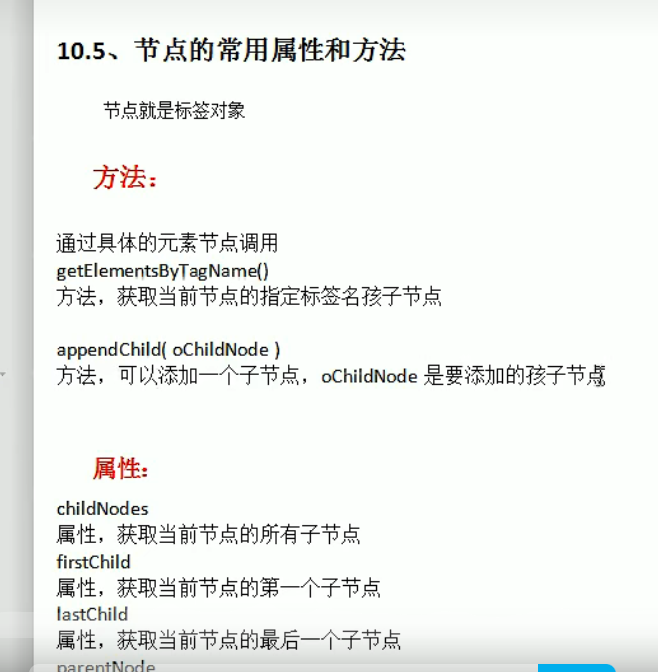 10.5、节点的常用属性和方法
节点就是标签对象
方法：
通过具体的元素节点调用
getElementsByTagName()
方法，获取当前节点的指定标签名孩子节点
appendChild( oChildNode )
方法，可以添加一个子节点，oChildNode 是要添加的孩子节点
属性：
childNodes
属性，获取当前节点的所有子节点
firstChild
属性，获取当前节点的第一个子节点
lastChild
属性，获取当前节点的最后一个子节点
parentNode